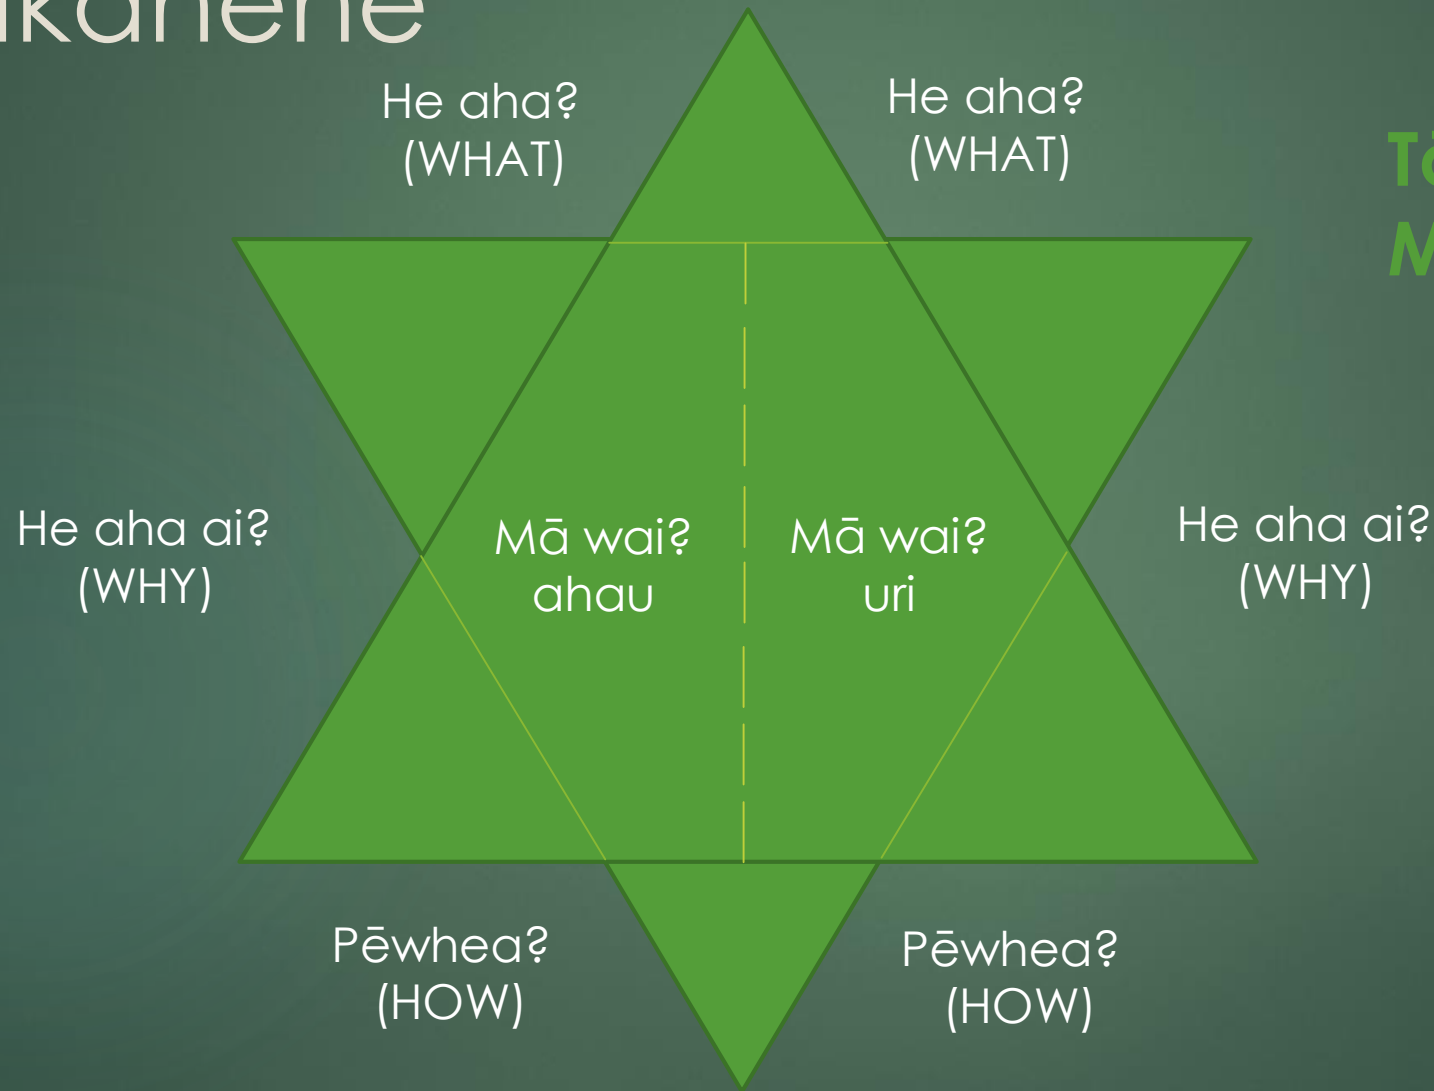 He aha?
(WHAT)
He aha?
(WHAT)
He aha ai?
(WHY)
Mā wai?
ahau
Mā wai?
uri
He aha ai?
(WHY)
Pēwhea?
(HOW)
Pēwhea?
(HOW)